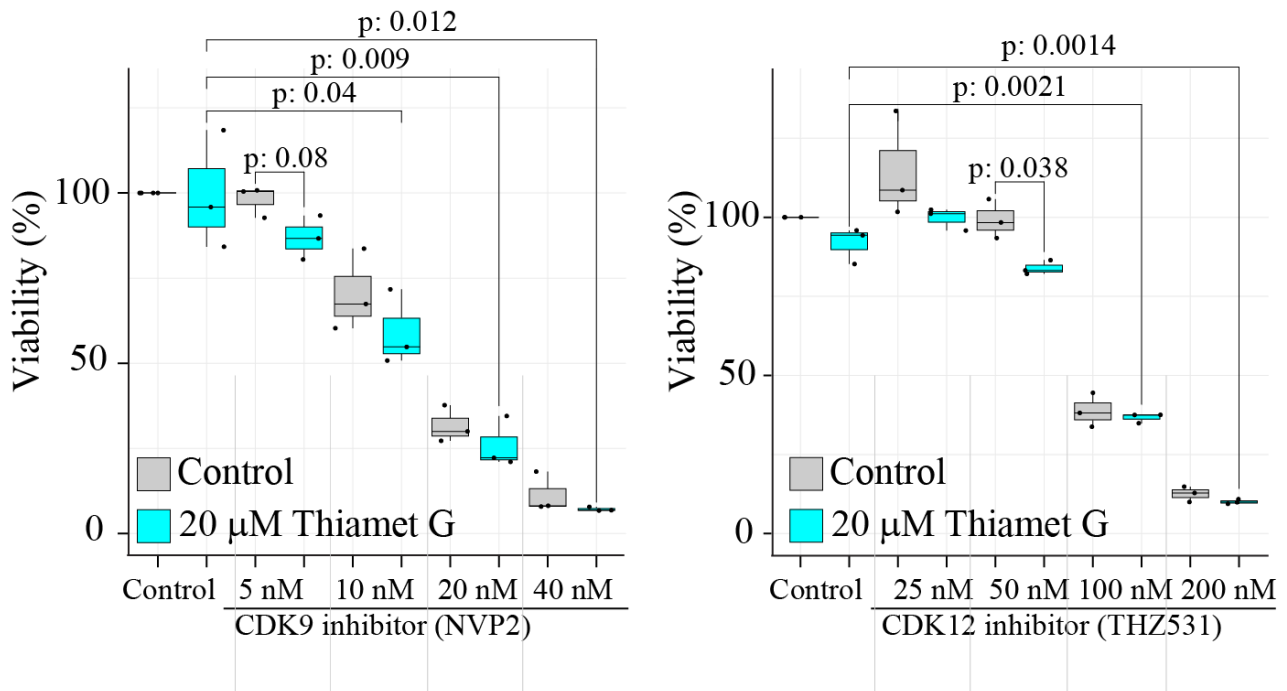 p: 0.012
p: 0.009
p: 0.04
p: 0.08
100
50
0
Viability (%)
Control
20 μM Thiamet G
Control 5 nM 10 nM 20 nM 40 nM
CDK9 inhibitor (NVP2)
p: 0.0014
p: 0.0021
p: 0.038
100
50
0
Viability (%)
Control
20 μM Thiamet G
Control 25 nM 50 nM 100 nM 200 nM
CDK12 inhibitor (THZ531)